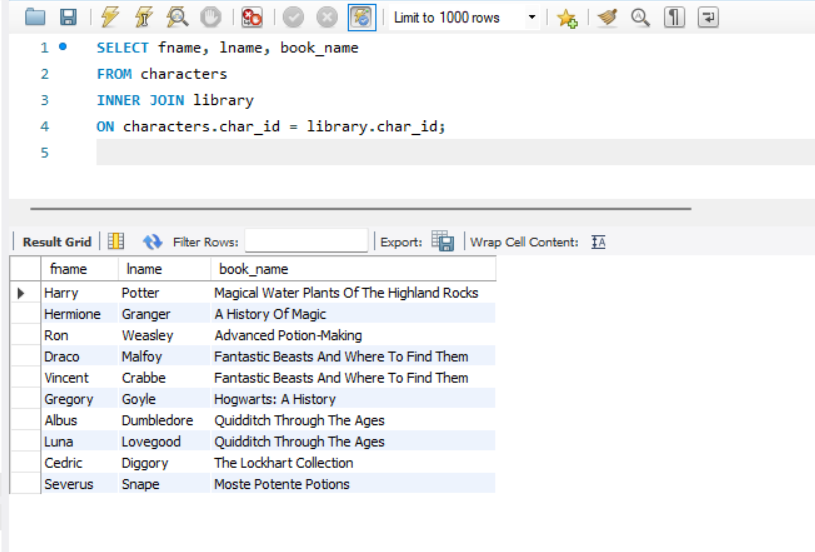 Limit to 1000 rows
1 SELECT fname, lname, book_name
2 FROM characters
3 INNER JOIN library
4 ON characters.char_id = library.char_id;
5
Result Grid Filter Rows: Export: Wrap Cell Content: IA
fname lname book_name
Harry Potter Magical Water Plants Of The Highland Rocks
Hermione Granger A History Of Magic
Ron Weasley Advanced Potion-Making
Draco Malfoy Fantastic Beasts And Where To Find Them
Vincent Crabbe Fantastic Beasts And Where To Find Them
Gregory Goyle Hogwarts: A History
Albus Dumbledore Quidditch Through The Ages
Luna Lovegood Quidditch Through The Ages
Cedric Diggory The Lockhart Collection
Severus Snape Moste Potente Potions